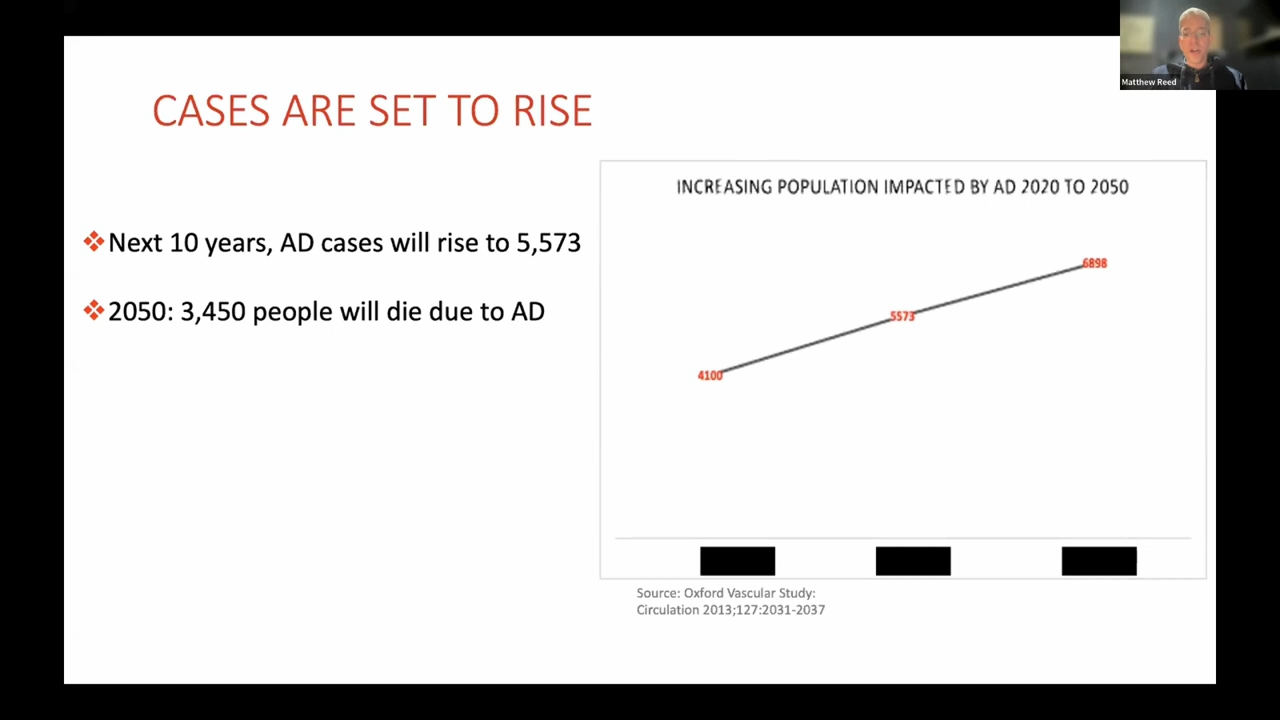 Matthew Reed
CASES ARE SET TO RISE
❖Next 10 years, AD cases will rise to 5,573
❖2050: 3,450 people will die due to AD
INCREASING POPULATION IMPACTED BY AD 2020 TO 2050
6898
5573
4100
Source: Oxford Vascular Study:
Circulation 2013;127:2031-2037